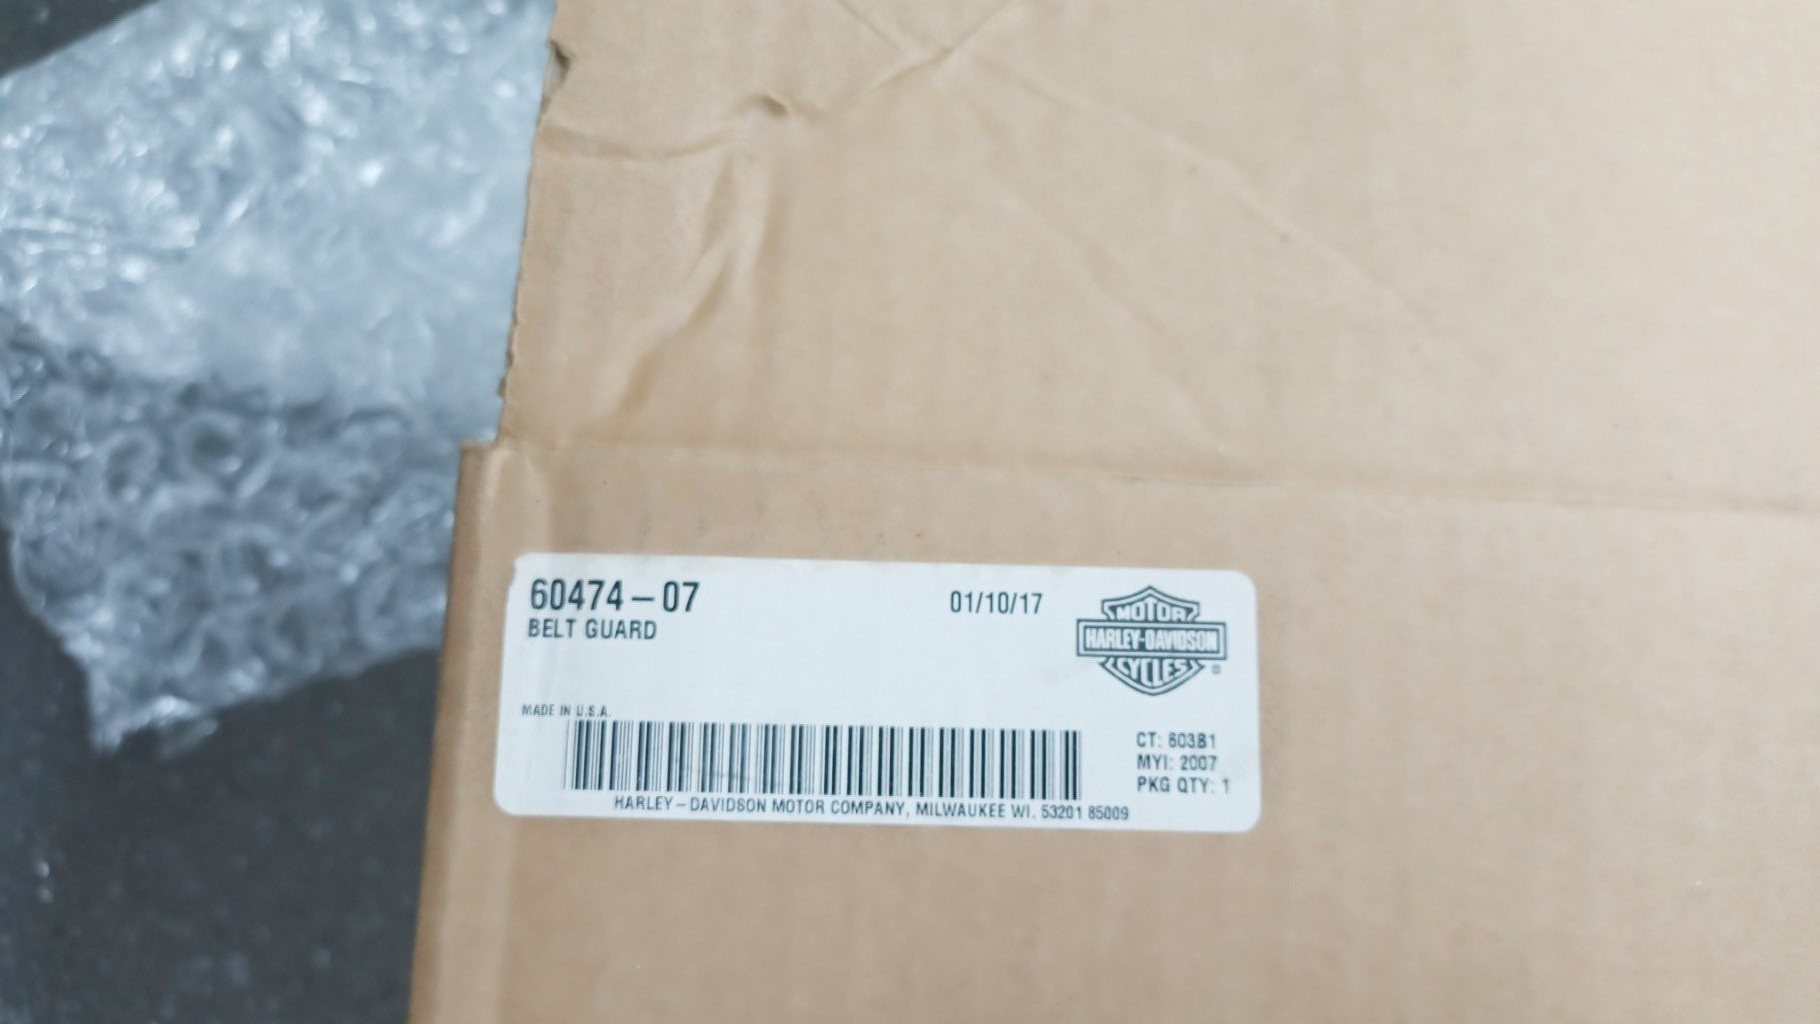 60474-07
BELT GUARD
01/10/17
MOTOR
HARLEY-DAVIDSON
CYCLES
®
MADE IN U.S.A.
CT: 603B1
MYI: 2007
PKG QTY: 1
HARLEY-DAVIDSON MOTOR COMPANY, MILWAUKEE WI. 53201 85009